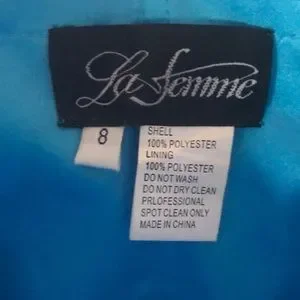 La Femme
8
SHELL
100% POLYESTER
LINING
100% POLYESTER
DO NOT WASH
DO NOT DRY CLEAN
PRLOFESSIONAL
SPOT CLEAN ONLY
MADE IN CHINA